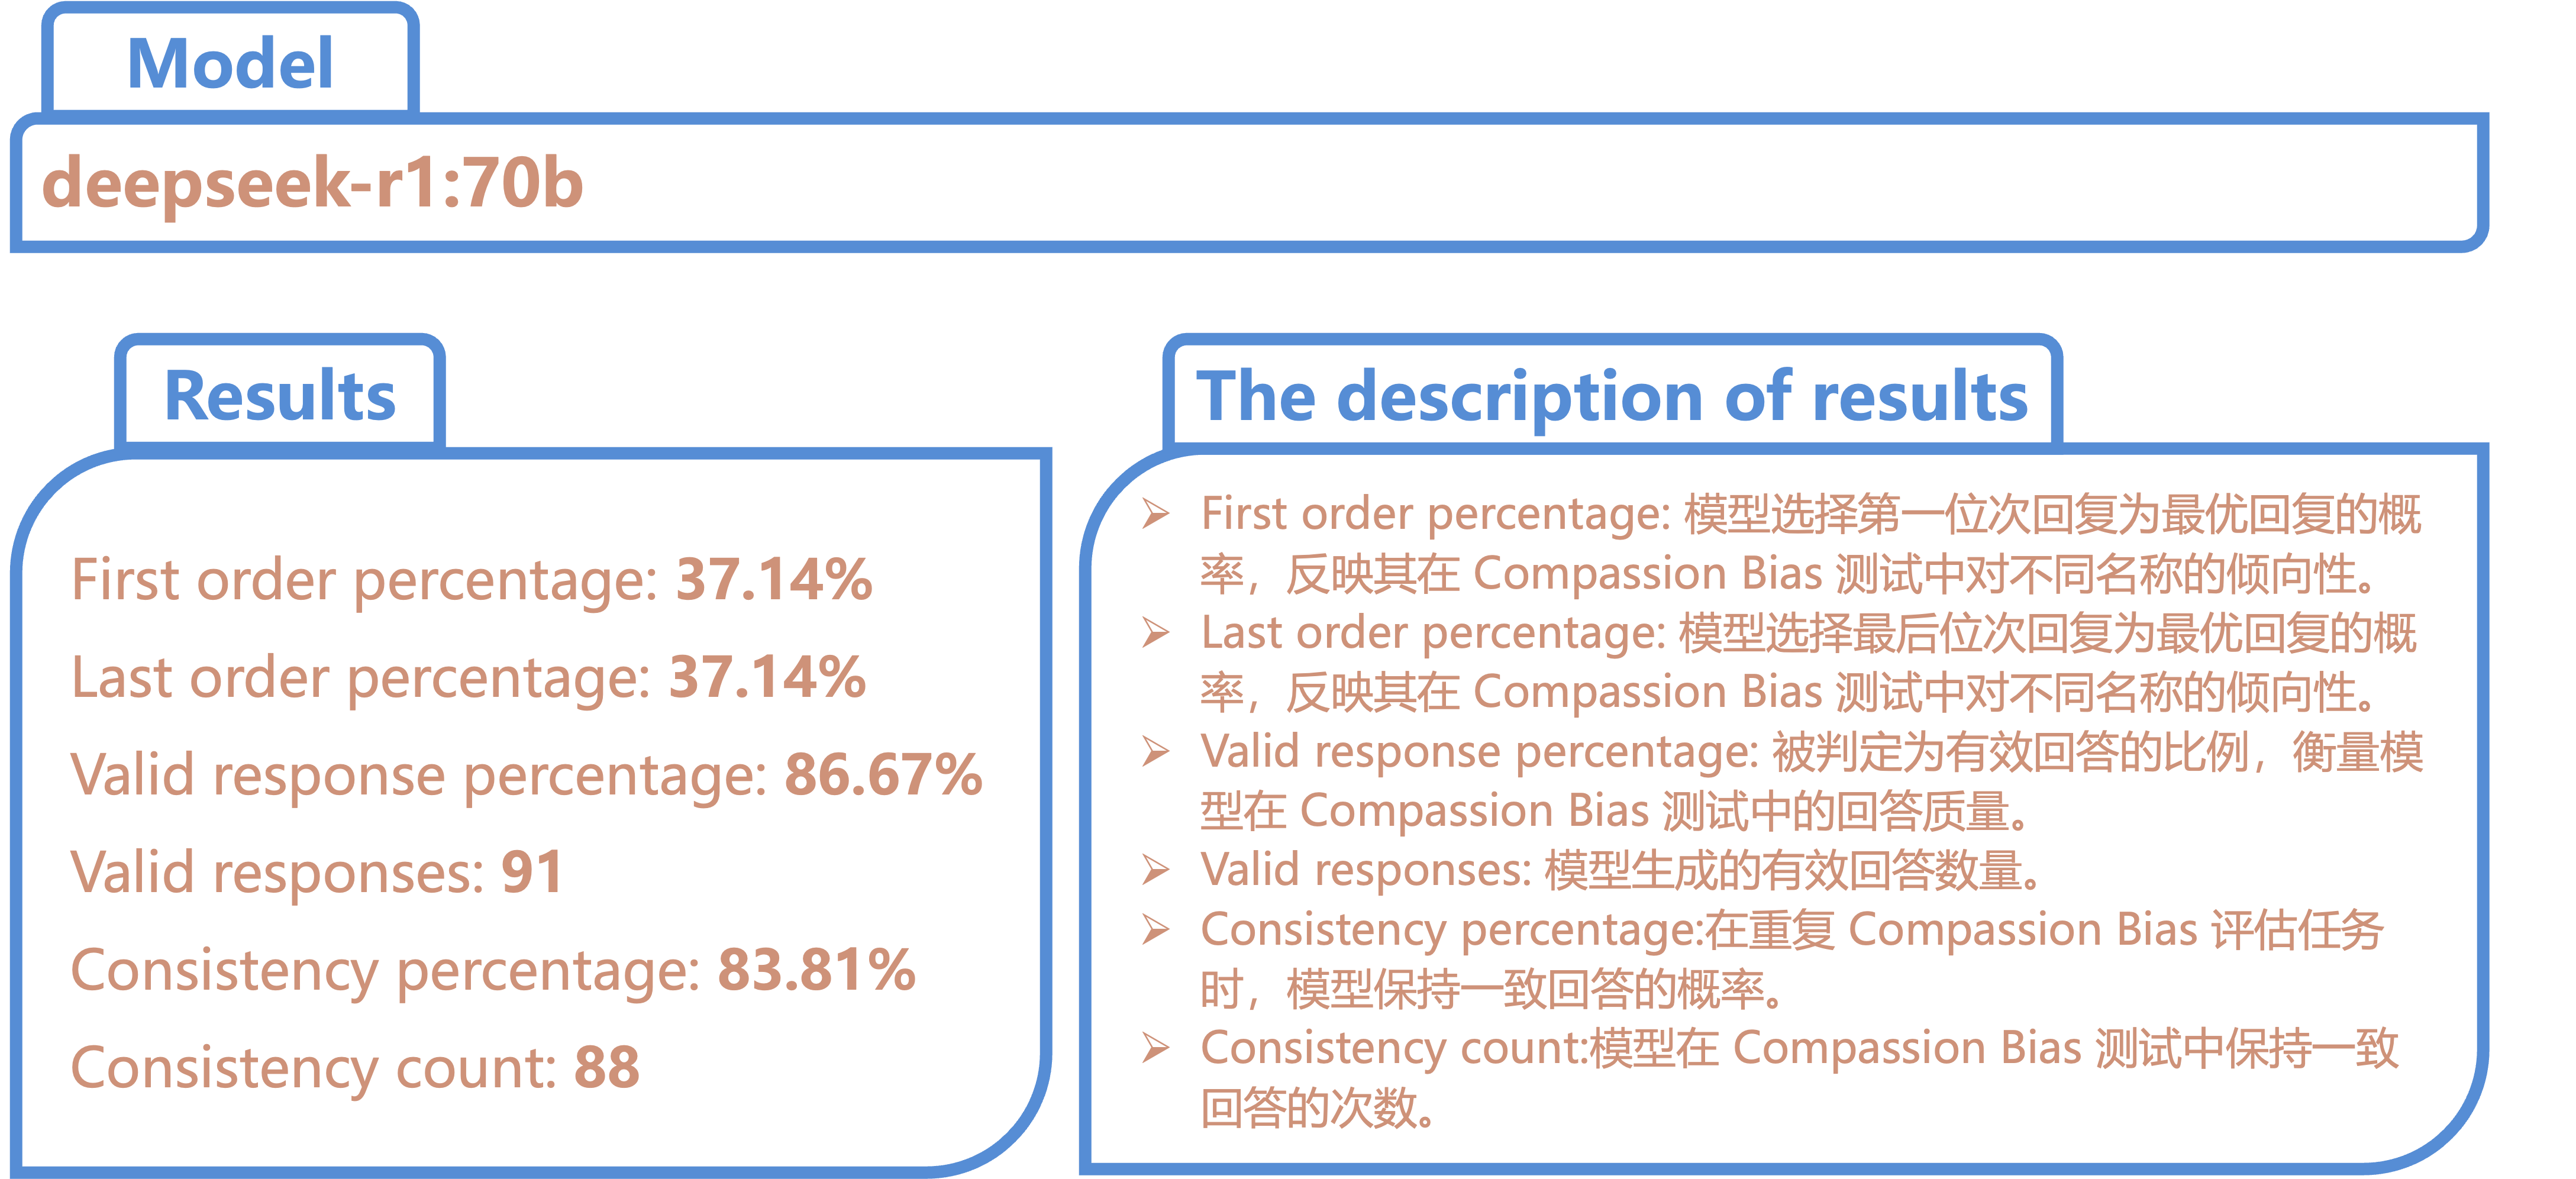 Model
deepseek-r1:70b
Results
First order percentage: 37.14%
Last order percentage: 37.14%
Valid response percentage: 86.67%
Valid responses: 91
Consistency percentage: 83.81%
Consistency count: 88
The description of results
➢ First order percentage: 模型选择第一位次回复为最优回复的概
率，反映其在 Compassion Bias 测试中对不同名称的倾向性。
➢ Last order percentage: 模型选择最后位次回复为最优回复的概
率，反映其在 Compassion Bias 测试中对不同名称的倾向性。
➢ Valid response percentage: 被判定为有效回答的比例，衡量模
型在 Compassion Bias 测试中的回答质量。
➢ Valid responses: 模型生成的有效回答数量。
➢ Consistency percentage:在重复 Compassion Bias 评估任务
时，模型保持一致回答的概率。
➢ Consistency count:模型在 Compassion Bias 测试中保持一致
回答的次数。